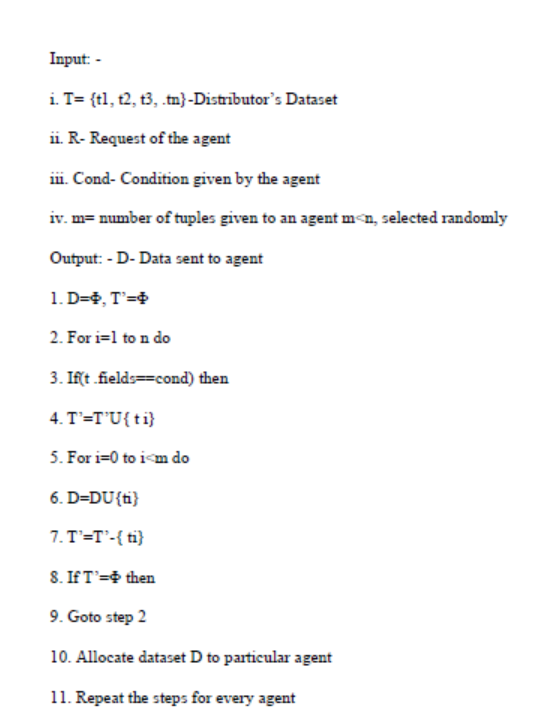 Input: -
i. T= {t1, t2, t3, .tn}-Distributor’s Dataset
ii. R- Request of the agent
iii. Cond- Condition given by the agent
iv. m= number of tuples given to an agent m<n, selected randomly
Output: - D- Data sent to agent
1. D=Φ, T’=Φ
2. For i=1 to n do
3. If(t .fields==cond) then
4. T’=T’U{ t i}
5. For i=0 to i<m do
6. D=DU{ti}
7. T’=T’-{ ti}
8. If T’=Φ then
9. Goto step 2
10. Allocate dataset D to particular agent
11. Repeat the steps for every agent